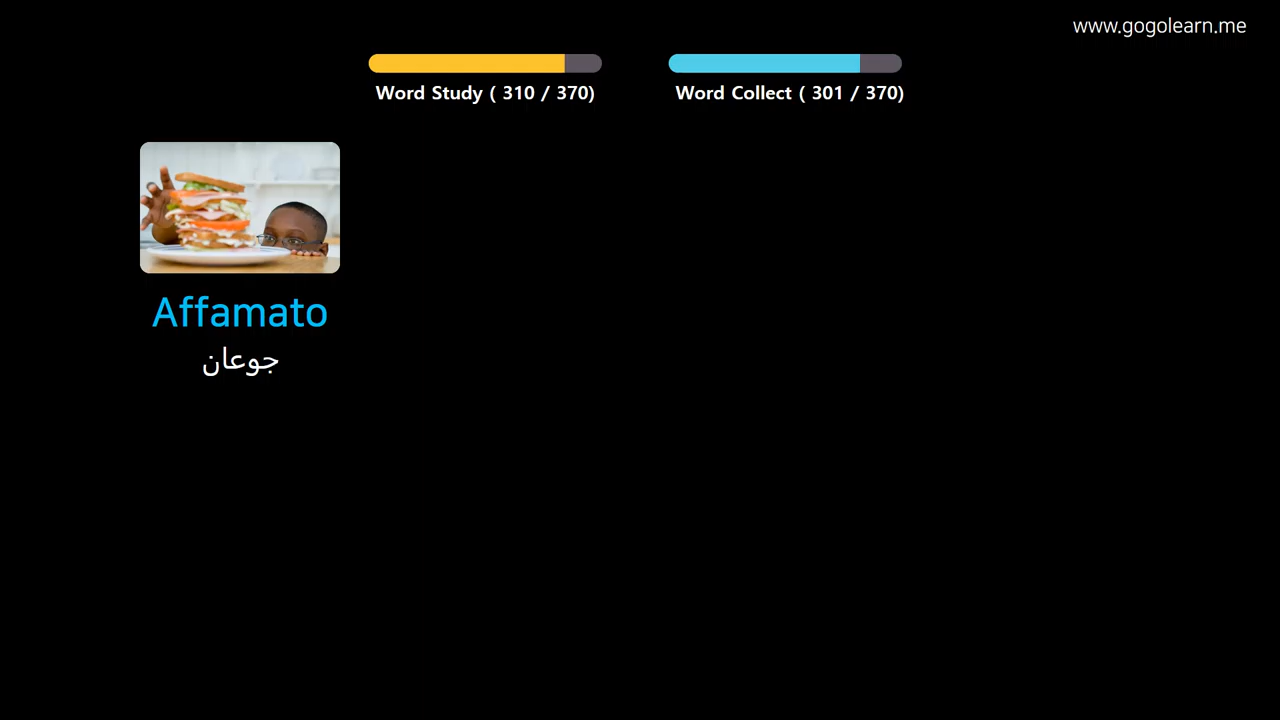 www.gogolearn.me
Word Study ( 310 / 370)
Word Collect ( 301 / 370)
Affamato
جوعان